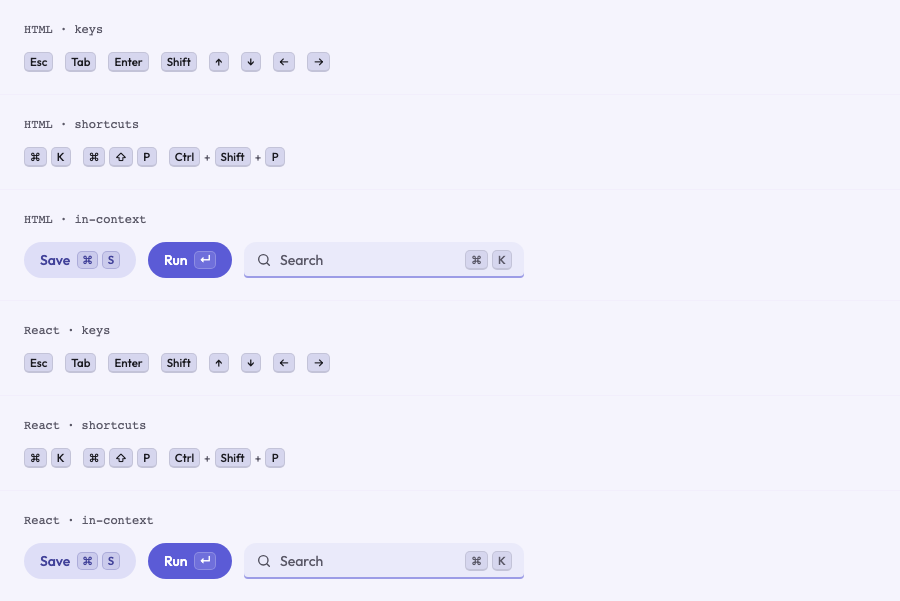 HTML · keys
Esc Tab Enter Shift ↑ ↓ ← →
HTML · shortcuts
⌘ K ⌘ ⇧ P Ctrl + Shift + P
HTML · in-context
Save ⌘ S Run ↵ Search ⌘ K
React · keys
Esc Tab Enter Shift ↑ ↓ ← →
React · shortcuts
⌘ K ⌘ ⇧ P Ctrl + Shift + P
React · in-context
Save ⌘ S Run ↵ Search ⌘ K